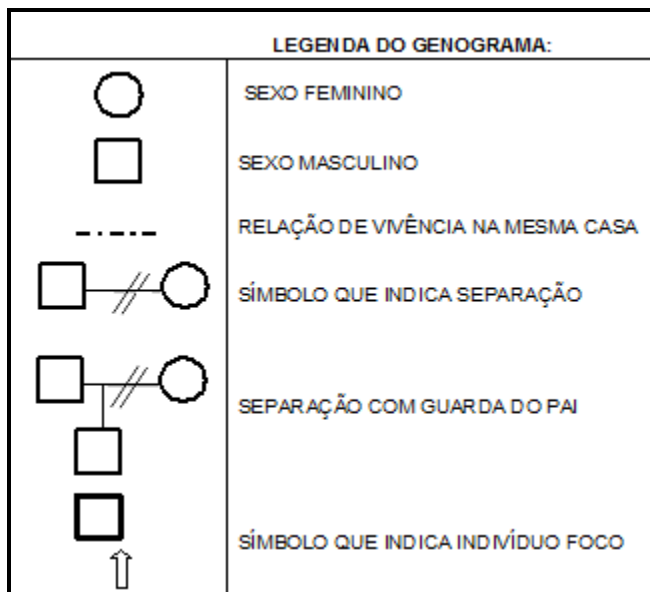 LEGENDA DO GENOGRAMA:
SEXO FEMININO
SEXO MASCULINO
RELAÇÃO DE VIVÊNCIA NA MESMA CASA
SÍMBOLO QUE INDICA SEPARAÇÃO
SEPARAÇÃO COM GUARDA DO PAI
SÍMBOLO QUE INDICA INDIVÍDUO FOCO